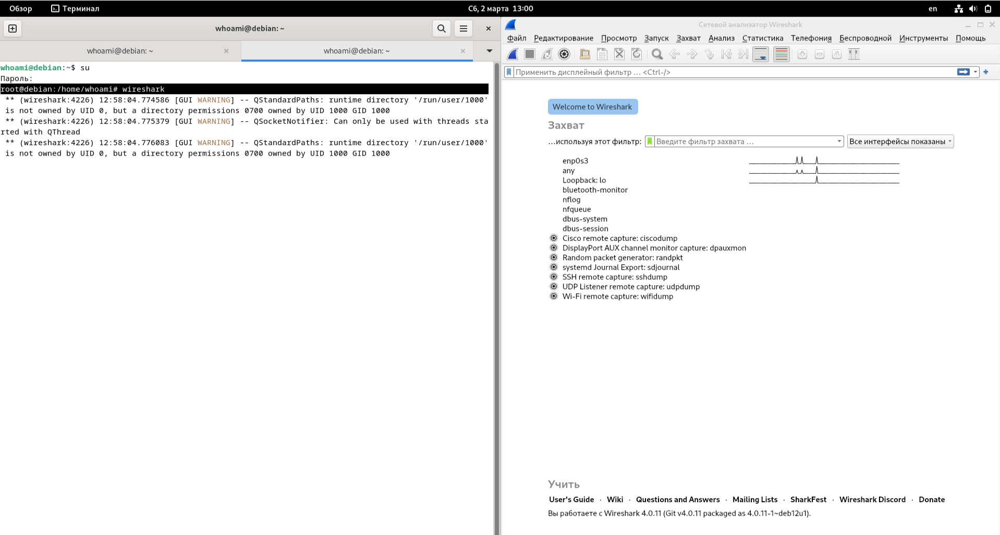 Обзор Терминал Сб, 2 марта 13:00 en
whoami@debian: ~
whoami@debian: ~ whoami@debian: ~
whoami@debian:~$ su
Пароль:
root@debian:/home/whoami# wireshark
** (wireshark:4226) 12:58:04.774586 [GUI WARNING] -- QStandardPaths: runtime directory '/run/user/1000'
is not owned by UID 0, but a directory permissions 0700 owned by UID 1000 GID 1000
** (wireshark:4226) 12:58:04.775379 [GUI WARNING] -- QSocketNotifier: Can only be used with threads sta
rted with QThread
** (wireshark:4226) 12:58:04.776083 [GUI WARNING] -- QStandardPaths: runtime directory '/run/user/1000'
is not owned by UID 0, but a directory permissions 0700 owned by UID 1000 GID 1000
Сетевой анализатор Wireshark
Файл Редактирование Просмотр Запуск Захват Анализ Статистика Телефония Беспроводной Инструменты Помощь
Применить дисплейный фильтр … <Ctrl-/>
Welcome to Wireshark
Захват
…используя этот фильтр: Введите фильтр захвата … Все интерфейсы показаны
enp0s3
any
Loopback: lo
bluetooth-monitor
nflog
nfqueue
dbus-system
dbus-session
Cisco remote capture: ciscodump
DisplayPort AUX channel monitor capture: dpauxmon
Random packet generator: randpkt
systemd Journal Export: sdjournal
SSH remote capture: sshdump
UDP Listener remote capture: udpdump
Wi-Fi remote capture: wifidump
Учить
User's Guide · Wiki · Questions and Answers · Mailing Lists · SharkFest · Wireshark Discord · Donate
Вы работаете с Wireshark 4.0.11 (Git v4.0.11 packaged as 4.0.11-1~deb12u1).